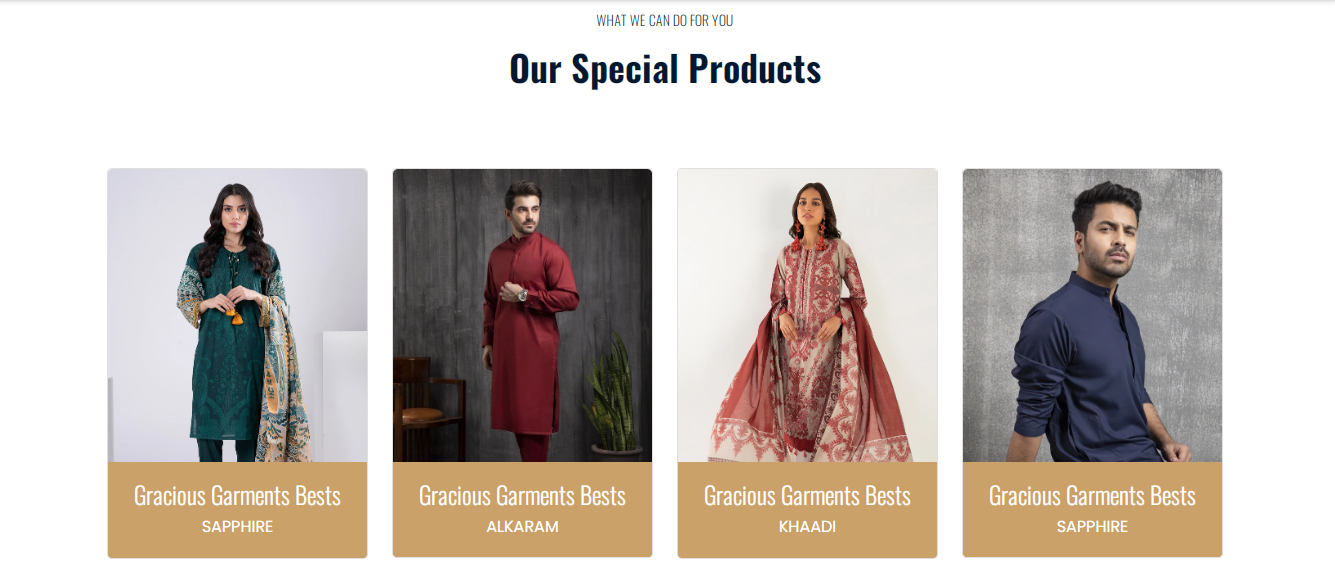 WHAT WE CAN DO FOR YOU
Our Special Products
Gracious Garments Bests
SAPPHIRE
Gracious Garments Bests
ALKARAM
Gracious Garments Bests
KHAADI
Gracious Garments Bests
SAPPHIRE